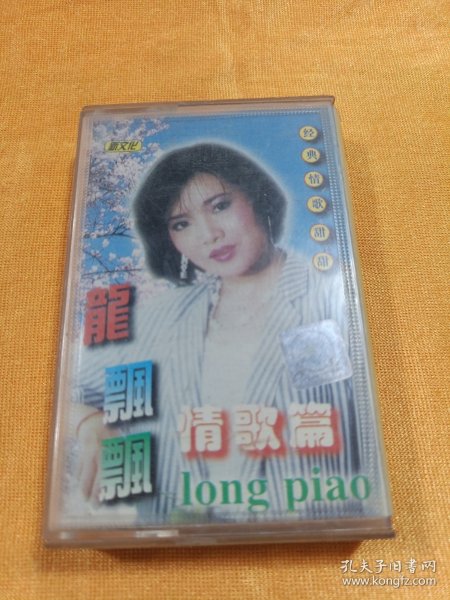 新文化
经典情歌甜甜
龍飄飄
情歌篇
long piao
孔夫子旧书网
www.kongfz.com